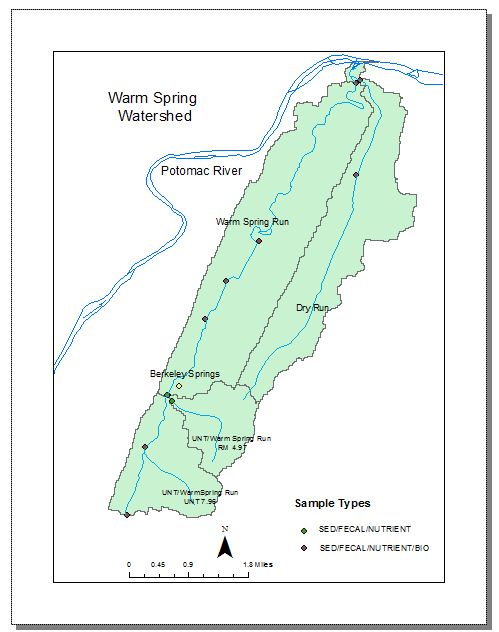 Warm Spring
Watershed
Potomac River
Warm Spring Run
Dry Run
Berkeley Springs
UNT/Warm Spring Run
RM 4.97
UNT/WarmSpring Run
UNT 7.96
Sample Types
SED/FECAL/NUTRIENT
SED/FECAL/NUTRIENT/BIO
N
0 0.45 0.9 1.8 Miles